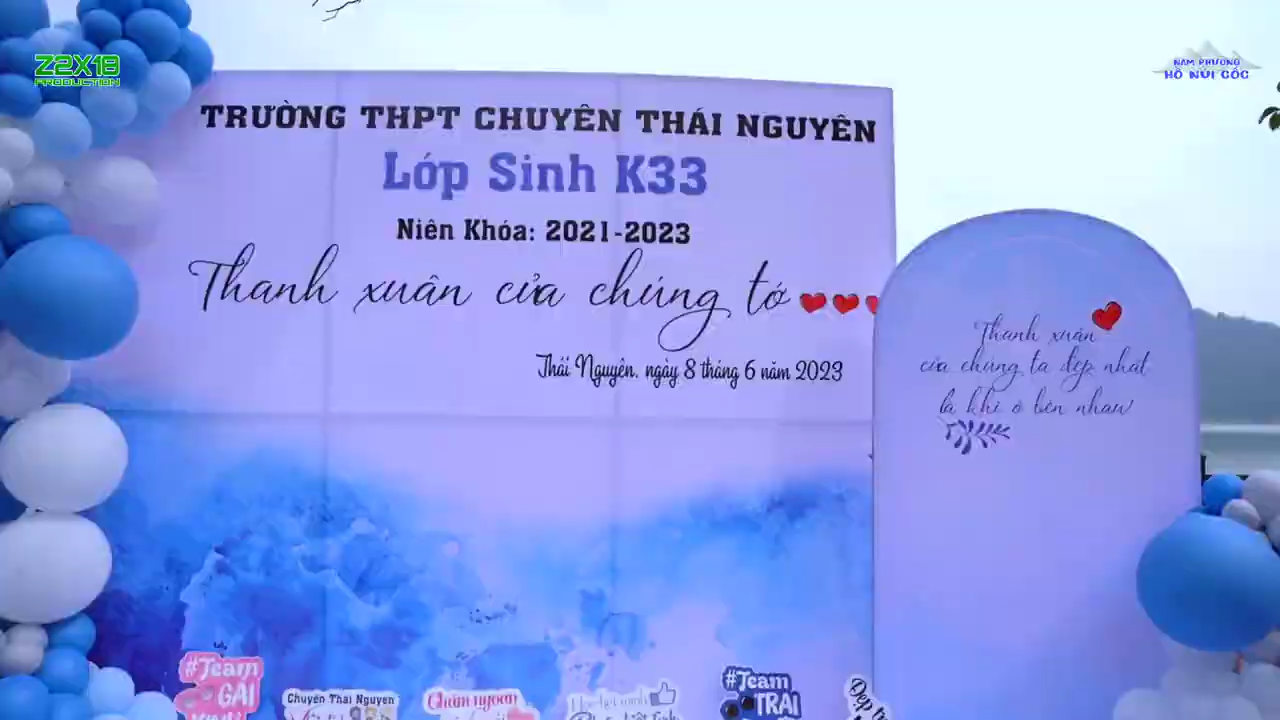 Z2X18
PRODUCTION
NAM PHƯƠNG
HỒ NÚI CỐC
TRƯỜNG THPT CHUYÊN THÁI NGUYÊN
Lớp Sinh K33
Niên Khóa: 2021-2023
Thanh xuân của chúng tớ
Thái Nguyên, ngày 8 tháng 6 năm 2023
Thanh xuân
của chúng ta đẹp nhất
là khi ở bên nhau!
#Team
GÁI
Chuyên Thái Nguyên
#Team
TRAI